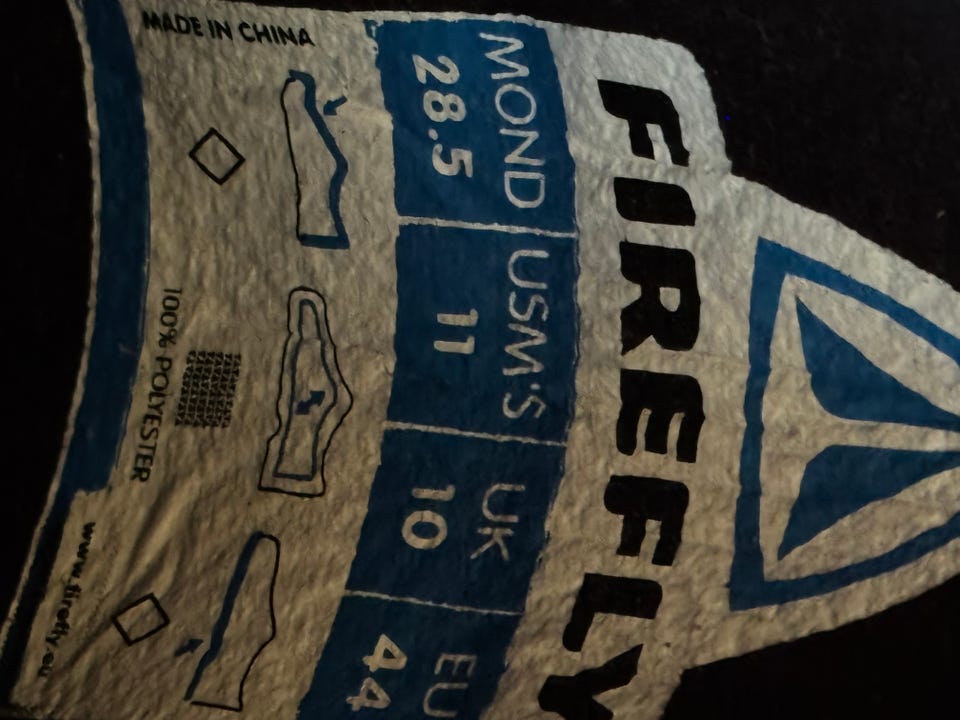 FIREFLY
MOND USM'S UK EU
28.5 11 10 44
MADE IN CHINA
100% POLYESTER
www.firefly.eu